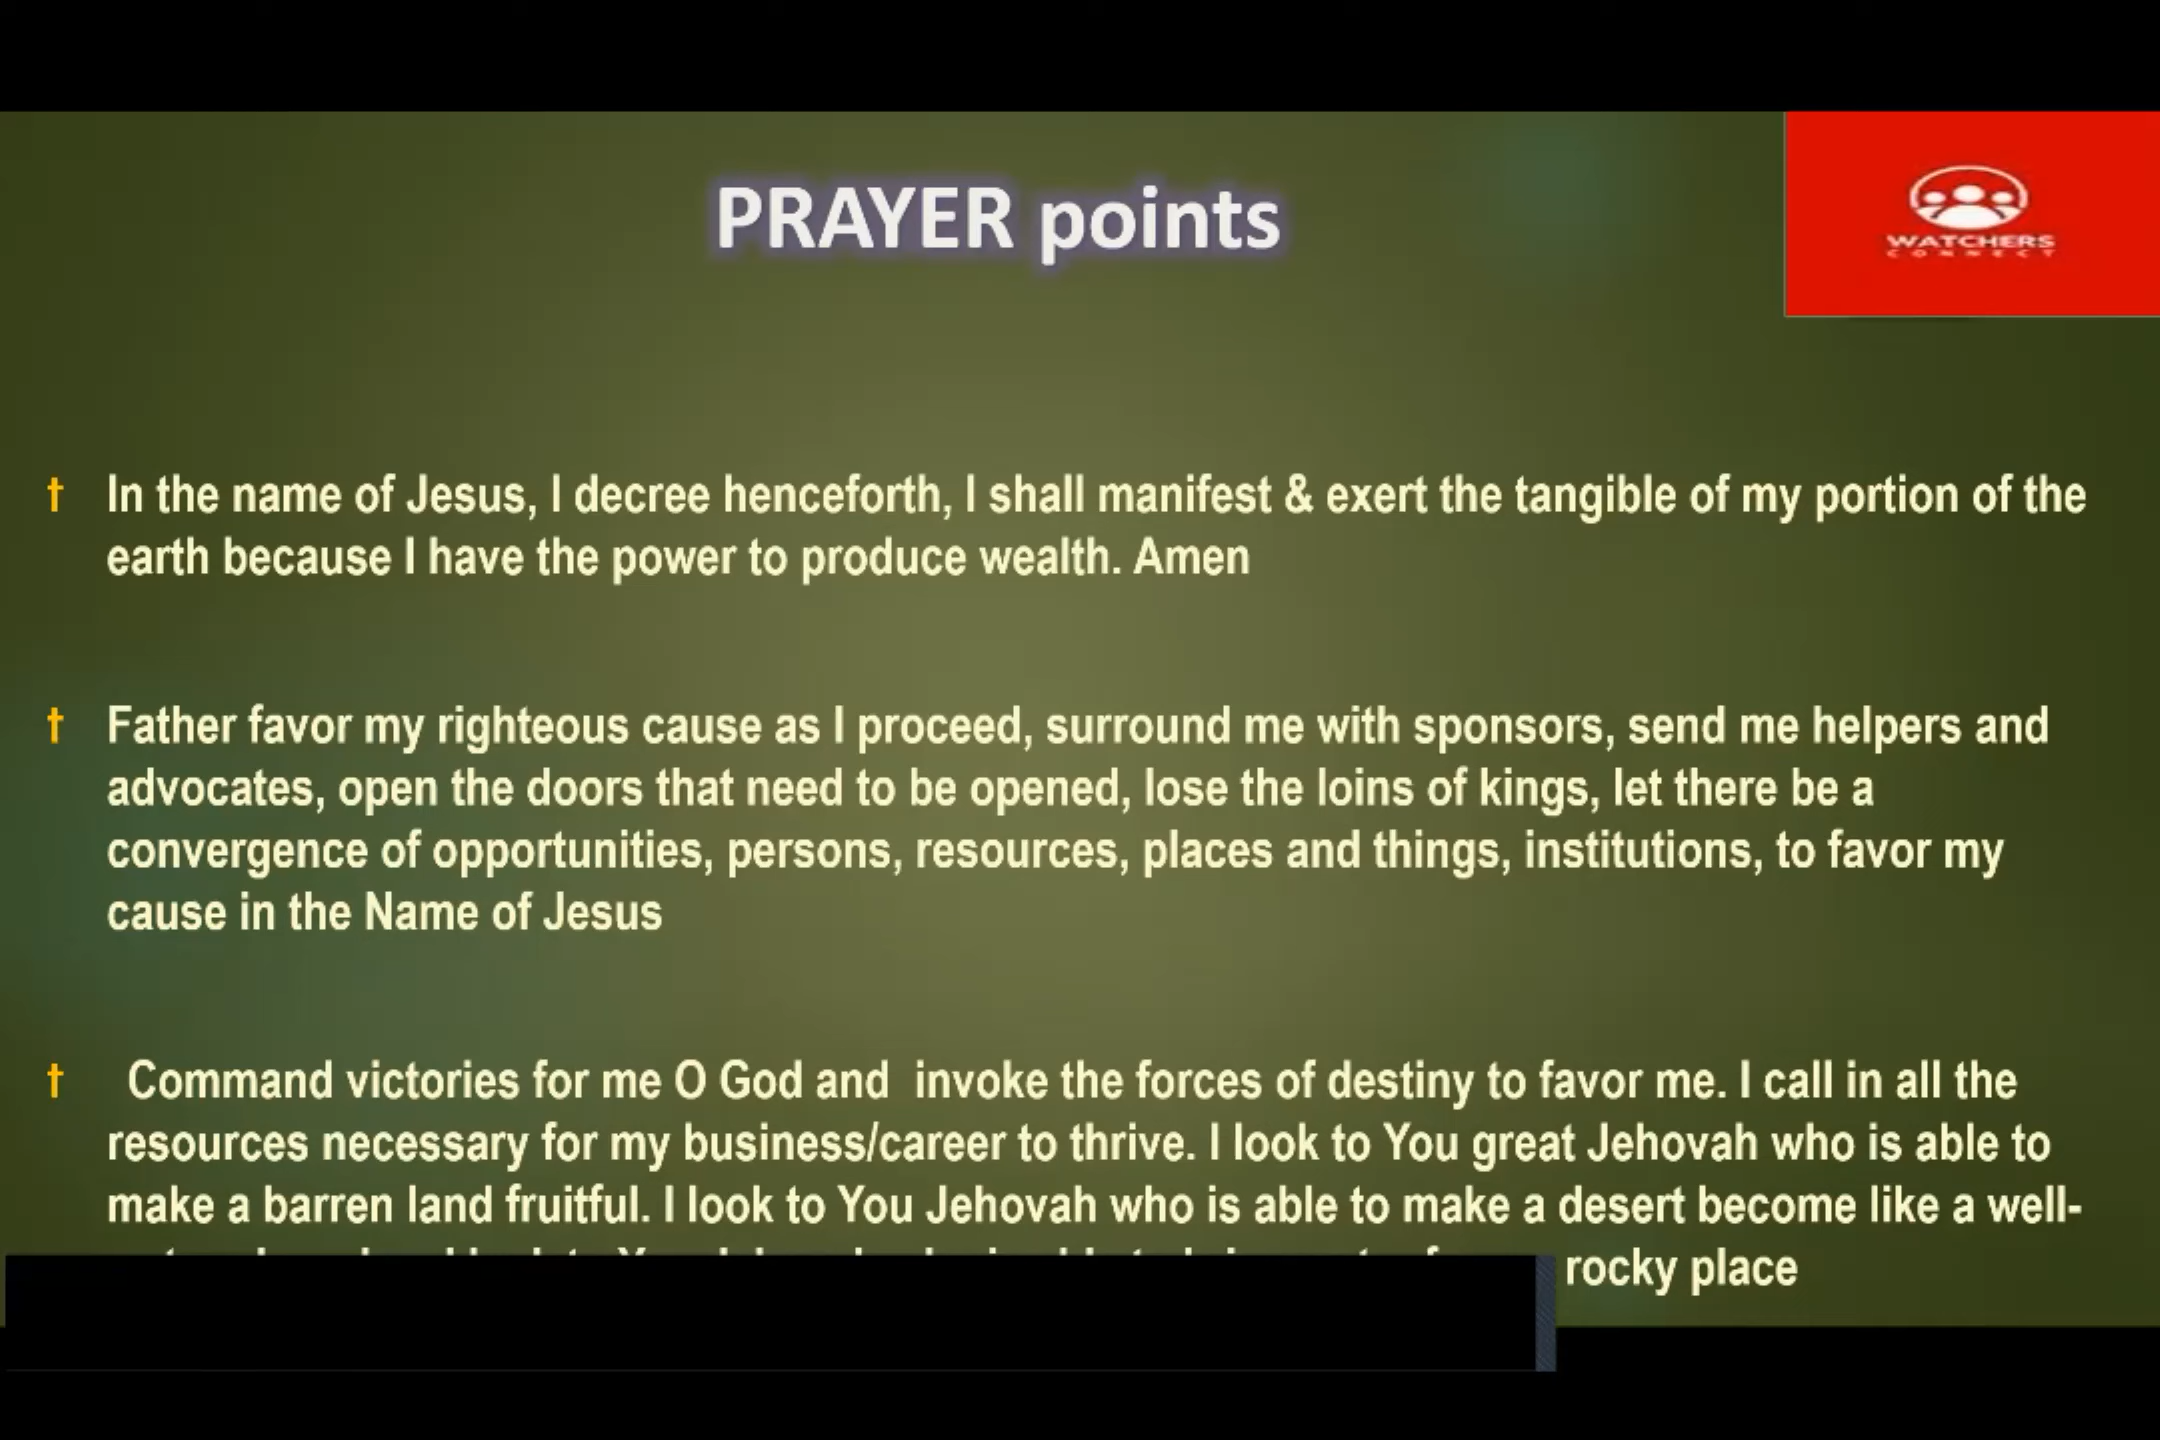 PRAYER points
WATCHERS
CONNECT
† In the name of Jesus, I decree henceforth, I shall manifest & exert the tangible of my portion of the
earth because I have the power to produce wealth. Amen
† Father favor my righteous cause as I proceed, surround me with sponsors, send me helpers and
advocates, open the doors that need to be opened, lose the loins of kings, let there be a
convergence of opportunities, persons, resources, places and things, institutions, to favor my
cause in the Name of Jesus
† Command victories for me O God and invoke the forces of destiny to favor me. I call in all the
resources necessary for my business/career to thrive. I look to You great Jehovah who is able to
make a barren land fruitful. I look to You Jehovah who is able to make a desert become like a well-
rocky place